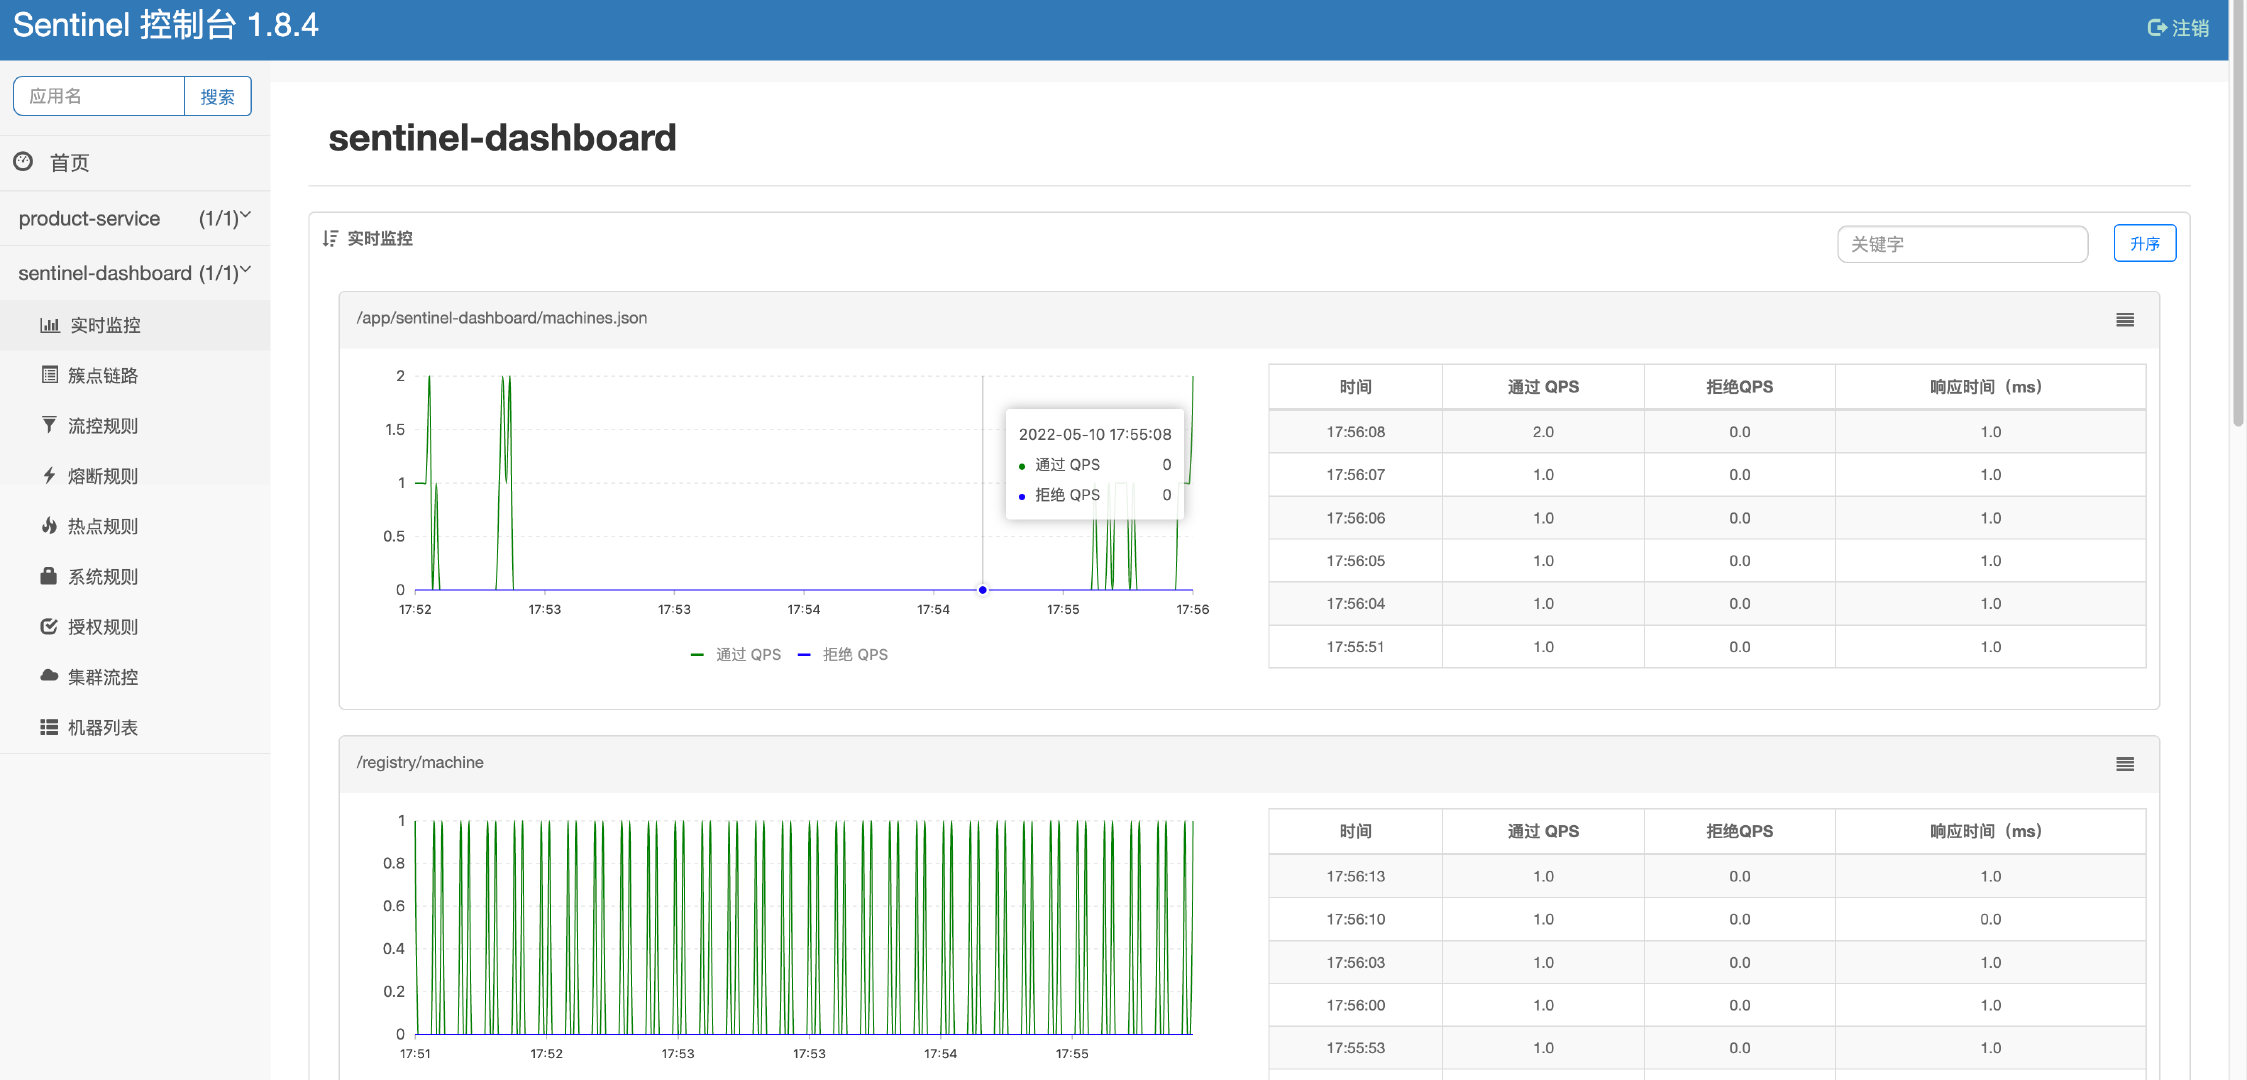 Sentinel 控制台 1.8.4
注销
应用名
搜索
首页
product-service (1/1)
sentinel-dashboard (1/1)
实时监控
簇点链路
流控规则
熔断规则
热点规则
系统规则
授权规则
集群流控
机器列表
sentinel-dashboard
实时监控
关键字
升序
/app/sentinel-dashboard/machines.json
2
1.5
1
0.5
0
17:52 17:53 17:53 17:54 17:54 17:55 17:56
2022-05-10 17:55:08
通过 QPS 0
拒绝 QPS 0
通过 QPS 拒绝 QPS
时间 通过 QPS 拒绝QPS 响应时间（ms）
17:56:08 2.0 0.0 1.0
17:56:07 1.0 0.0 1.0
17:56:06 1.0 0.0 1.0
17:56:05 1.0 0.0 1.0
17:56:04 1.0 0.0 1.0
17:55:51 1.0 0.0 1.0
/registry/machine
1
0.8
0.6
0.4
0.2
0
17:51 17:52 17:53 17:53 17:54 17:55
时间 通过 QPS 拒绝QPS 响应时间（ms）
17:56:13 1.0 0.0 1.0
17:56:10 1.0 0.0 0.0
17:56:03 1.0 0.0 1.0
17:56:00 1.0 0.0 1.0
17:55:53 1.0 0.0 1.0